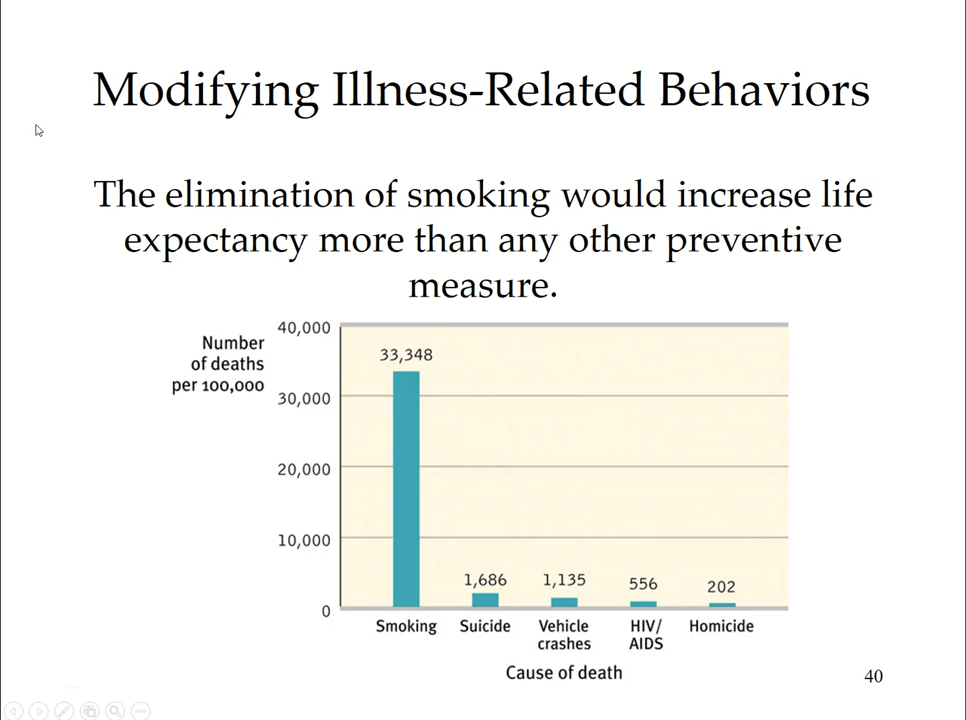 Modifying Illness-Related Behaviors
The elimination of smoking would increase life
expectancy more than any other preventive
measure.
Number
of deaths
per 100,000
40,000
30,000
20,000
10,000
0
33,348
1,686
1,135
556
202
Smoking
Suicide
Vehicle
crashes
HIV/
AIDS
Homicide
Cause of death
40